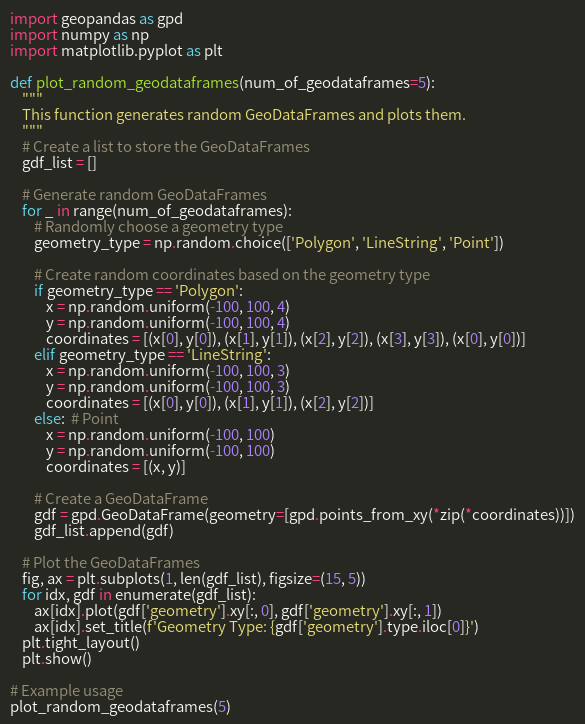 import geopandas as gpd
import numpy as np
import matplotlib.pyplot as plt
def plot_random_geodataframes(num_of_geodataframes=5):
"""
This function generates random GeoDataFrames and plots them.
"""
# Create a list to store the GeoDataFrames
gdf_list = []
# Generate random GeoDataFrames
for _ in range(num_of_geodataframes):
# Randomly choose a geometry type
geometry_type = np.random.choice(['Polygon', 'LineString', 'Point'])
# Create random coordinates based on the geometry type
if geometry_type == 'Polygon':
x = np.random.uniform(-100, 100, 4)
y = np.random.uniform(-100, 100, 4)
coordinates = [(x[0], y[0]), (x[1], y[1]), (x[2], y[2]), (x[3], y[3]), (x[0], y[0])]
elif geometry_type == 'LineString':
x = np.random.uniform(-100, 100, 3)
y = np.random.uniform(-100, 100, 3)
coordinates = [(x[0], y[0]), (x[1], y[1]), (x[2], y[2])]
else:  # Point
x = np.random.uniform(-100, 100)
y = np.random.uniform(-100, 100)
coordinates = [(x, y)]
# Create a GeoDataFrame
gdf = gpd.GeoDataFrame(geometry=[gpd.points_from_xy(*zip(*coordinates))])
gdf_list.append(gdf)
# Plot the GeoDataFrames
fig, ax = plt.subplots(1, len(gdf_list), figsize=(15, 5))
for idx, gdf in enumerate(gdf_list):
ax[idx].plot(gdf['geometry'].xy[:, 0], gdf['geometry'].xy[:, 1])
ax[idx].set_title(f'Geometry Type: {gdf['geometry'].type.iloc[0]}')
plt.tight_layout()
plt.show()
# Example usage
plot_random_geodataframes(5)